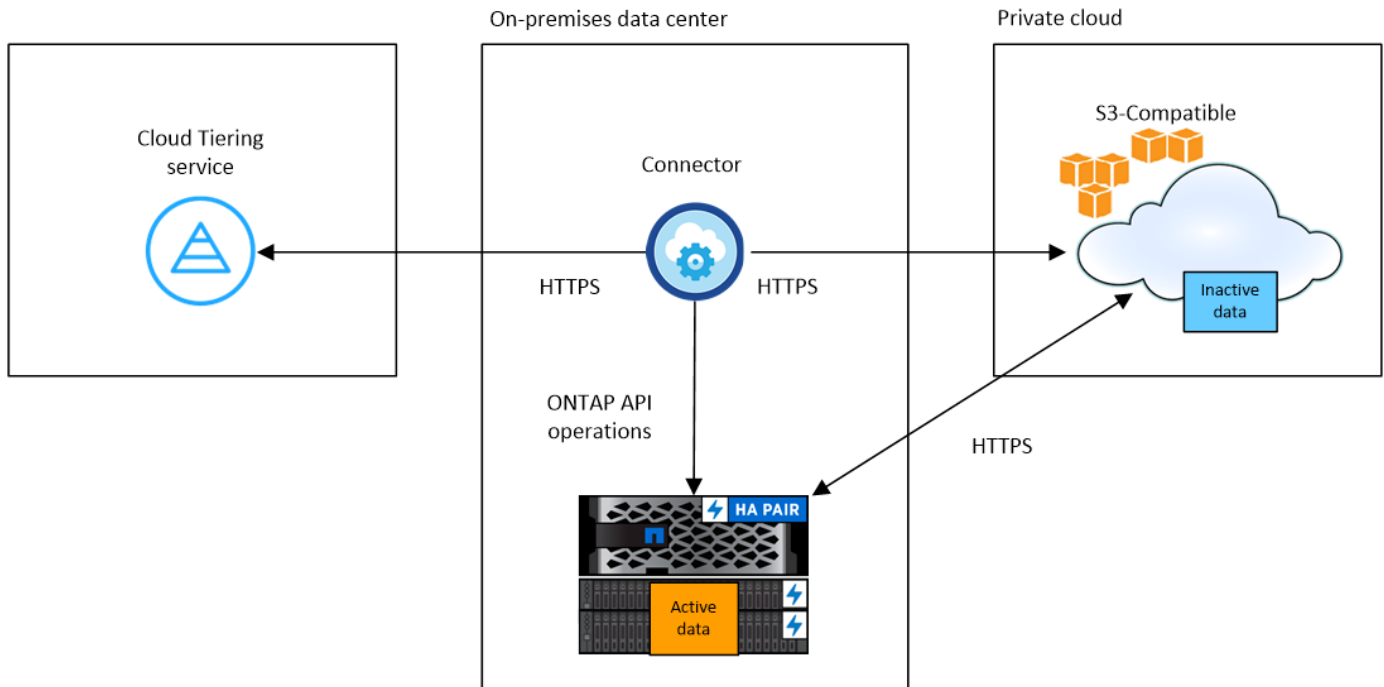 On-premises data center
Private cloud
Cloud Tiering
service
Connector
S3-Compatible
HTTPS
HTTPS
Inactive
data
ONTAP API
operations
HTTPS
HA PAIR
Active
data